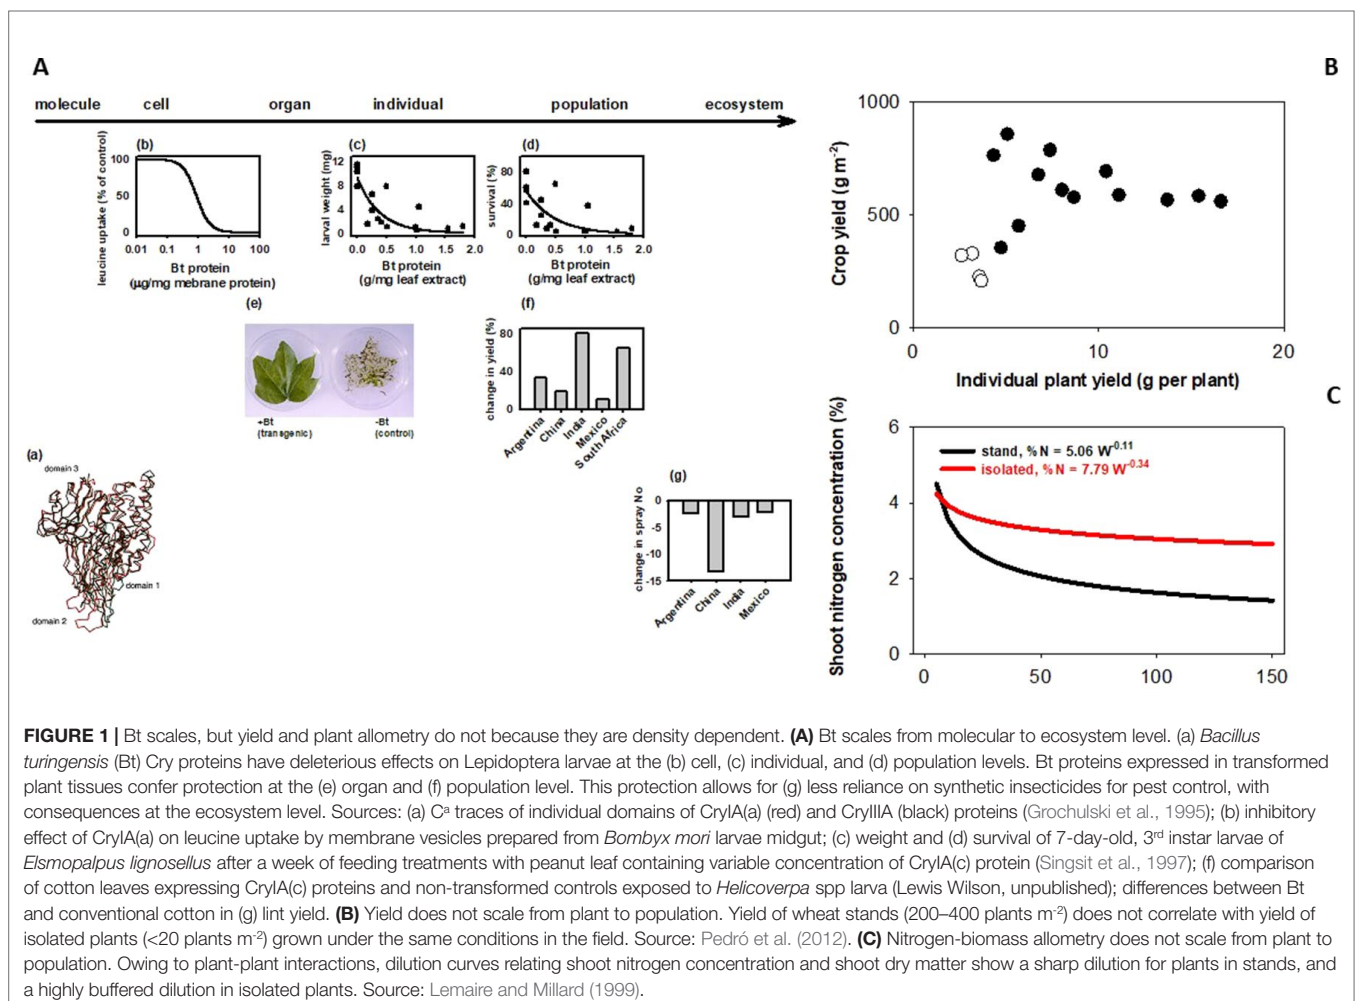 A
molecule cell organ individual population ecosystem
(b)
leucine uptake (% of control)
100
50
0
0.01 0.1 1 10 100
Bt protein
(µg/mg mebrane protein)
(c)
larval weight (mg)
12
8
4
0
0.0 0.5 1.0 1.5 2.0
Bt protein
(g/mg leaf extract)
(d)
survival (%)
80
40
0
0.0 0.5 1.0 1.5 2.0
Bt protein
(g/mg leaf extract)
(e)
+Bt
(transgenic)
-Bt
(control)
(f)
change in yield (%)
80
40
0
Argentina
China
India
Mexico
South Africa
(a)
domain 3
domain 1
domain 2
(g)
change in spray No
0
-5
-10
-15
Argentina
China
India
Mexico
B
Crop yield (g m-2)
1000
500
0
0 10 20
Individual plant yield (g per plant)
C
Shoot nitrogen concentration (%)
6
4
2
0
stand, %N = 5.06 W-0.11
isolated, %N = 7.79 W-0.34
0 50 100 150
FIGURE 1 | Bt scales, but yield and plant allometry do not because they are density dependent. (A) Bt scales from molecular to ecosystem level. (a) Bacillus
turingensis (Bt) Cry proteins have deleterious effects on Lepidoptera larvae at the (b) cell, (c) individual, and (d) population levels. Bt proteins expressed in transformed
plant tissues confer protection at the (e) organ and (f) population level. This protection allows for (g) less reliance on synthetic insecticides for pest control, with
consequences at the ecosystem level. Sources: (a) Cª traces of individual domains of CryIA(a) (red) and CryIIIA (black) proteins (Grochulski et al., 1995); (b) inhibitory
effect of CryIA(a) on leucine uptake by membrane vesicles prepared from Bombyx mori larvae midgut; (c) weight and (d) survival of 7-day-old, 3rd instar larvae of
Elsmopalpus lignosellus after a week of feeding treatments with peanut leaf containing variable concentration of CryIA(c) protein (Singsit et al., 1997); (f) comparison
of cotton leaves expressing CryIA(c) proteins and non-transformed controls exposed to Helicoverpa spp larva (Lewis Wilson, unpublished); differences between Bt
and conventional cotton in (g) lint yield. (B) Yield does not scale from plant to population. Yield of wheat stands (200–400 plants m-2) does not correlate with yield of
isolated plants (<20 plants m-2) grown under the same conditions in the field. Source: Pedró et al. (2012). (C) Nitrogen-biomass allometry does not scale from plant to
population. Owing to plant-plant interactions, dilution curves relating shoot nitrogen concentration and shoot dry matter show a sharp dilution for plants in stands, and
a highly buffered dilution in isolated plants. Source: Lemaire and Millard (1999).